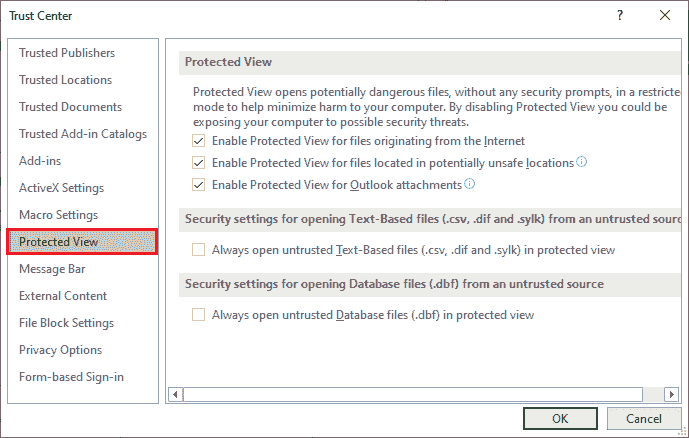 Trust Center
?
Trusted Publishers
Trusted Locations
Trusted Documents
Trusted Add-in Catalogs
Add-ins
ActiveX Settings
Macro Settings
Protected View
Message Bar
External Content
File Block Settings
Privacy Options
Form-based Sign-in
Protected View
Protected View opens potentially dangerous files, without any security prompts, in a restricted
mode to help minimize harm to your computer. By disabling Protected View you could be
exposing your computer to possible security threats.
Enable Protected View for files originating from the Internet
Enable Protected View for files located in potentially unsafe locations
Enable Protected View for Outlook attachments
Security settings for opening Text-Based files (.csv, .dif and .sylk) from an untrusted sourc
Always open untrusted Text-Based files (.csv, .dif and .sylk) in protected view
Security settings for opening Database files (.dbf) from an untrusted source
Always open untrusted Database files (.dbf) in protected view
OK
Cancel